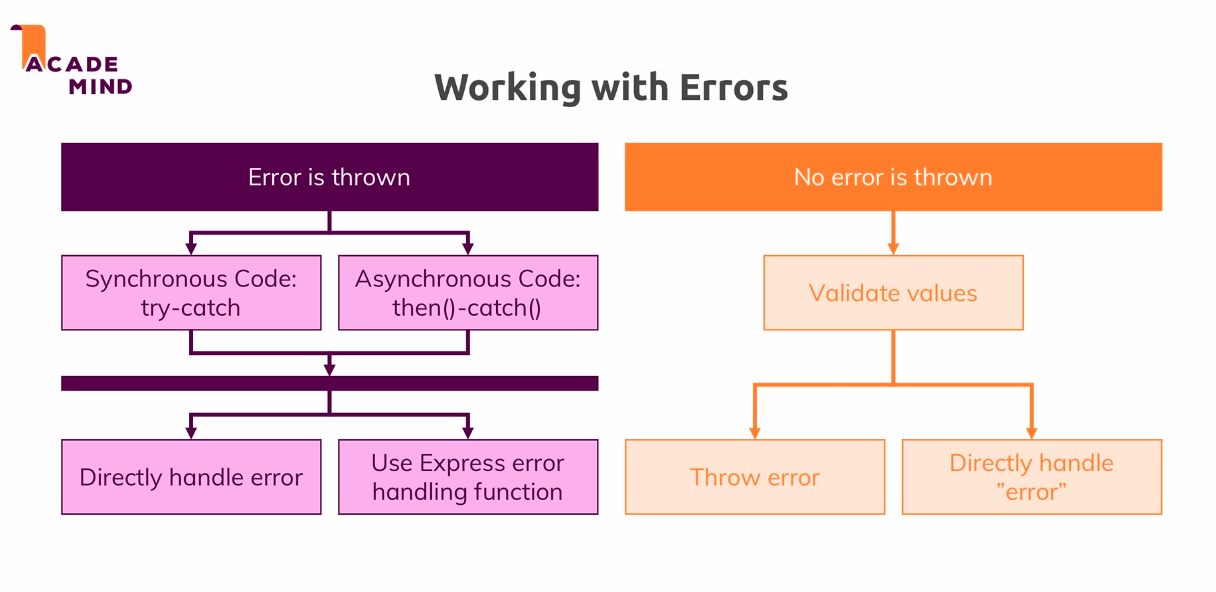 ACADE
MIND
Working with Errors
Error is thrown
No error is thrown
Synchronous Code:
try-catch
Asynchronous Code:
then()-catch()
Validate values
Directly handle error
Use Express error
handling function
Throw error
Directly handle
”error”